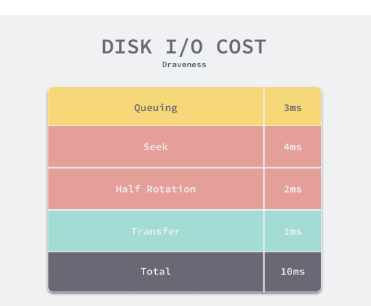 DISK I/O COST
Draveness
Queuing 3ms
Seek 4ms
Half Rotation 2ms
Transfer 1ms
Total 10ms